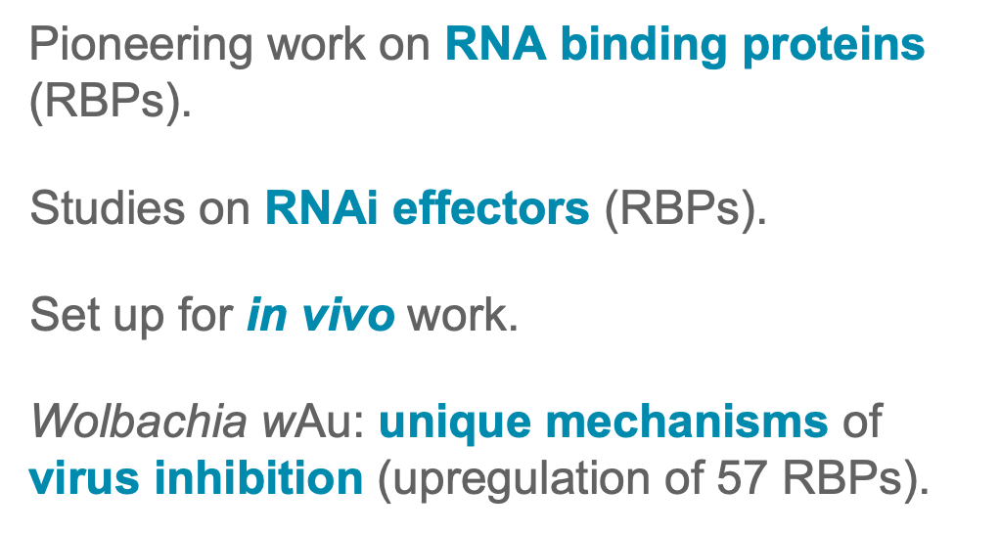 Pioneering work on RNA binding proteins
(RBPs).
Studies on RNAi effectors (RBPs).
Set up for in vivo work.
Wolbachia wAu: unique mechanisms of
virus inhibition (upregulation of 57 RBPs).